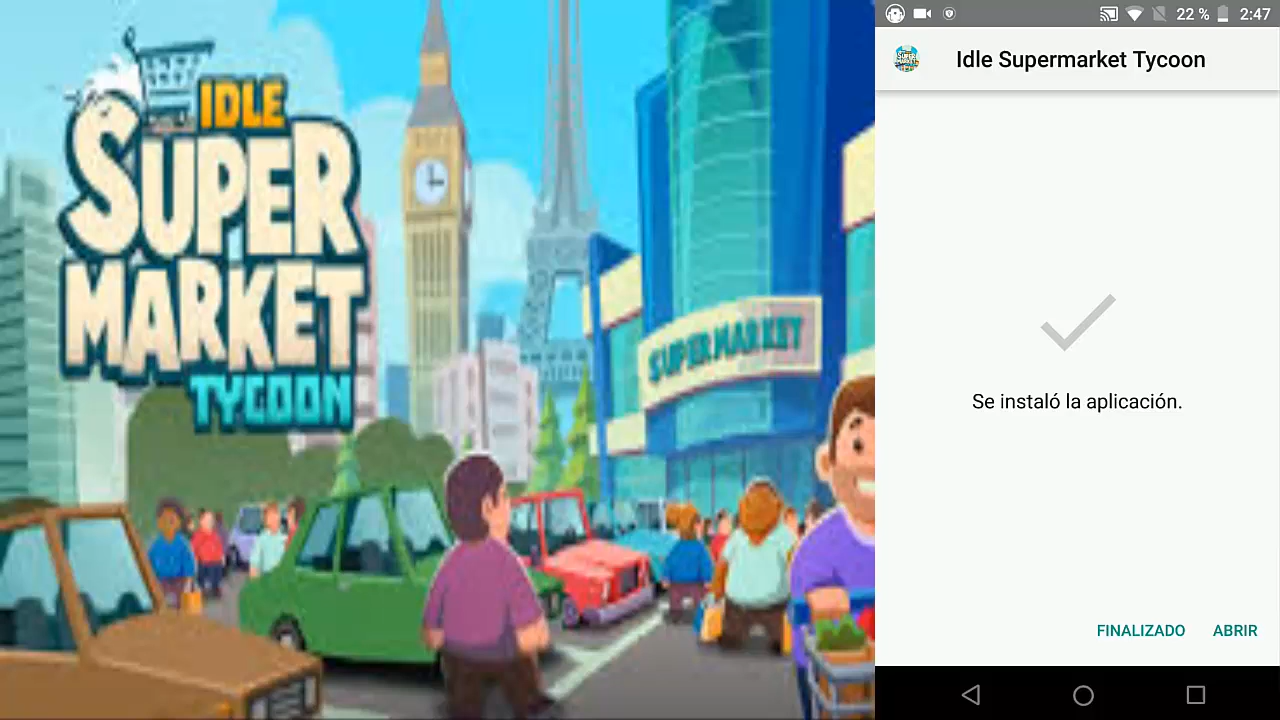 IDLE
SUPER
MARKET
TYCOON
SUPERMARKET
22 %
2:47
Idle Supermarket Tycoon
Se instaló la aplicación.
FINALIZADO
ABRIR